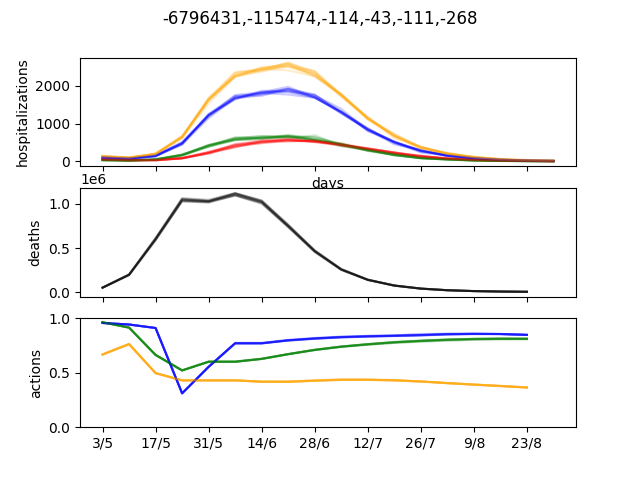 -6796431,-115474,-114,-43,-111,-268
hospitalizations
2000
1000
0
days
1e6
deaths
1.0
0.5
0.0
actions
1.0
0.5
0.0
3/5 17/5 31/5 14/6 28/6 12/7 26/7 9/8 23/8